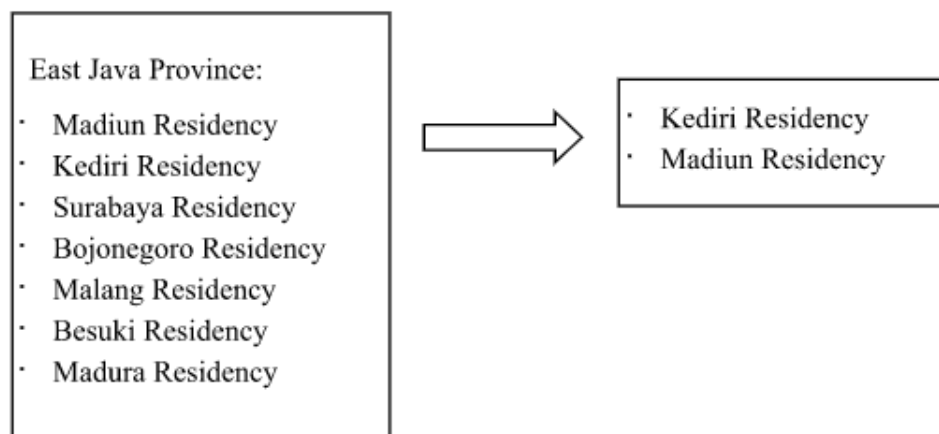 East Java Province:
· Madiun Residency
· Kediri Residency
· Surabaya Residency
· Bojonegoro Residency
· Malang Residency
· Besuki Residency
· Madura Residency
· Kediri Residency
· Madiun Residency